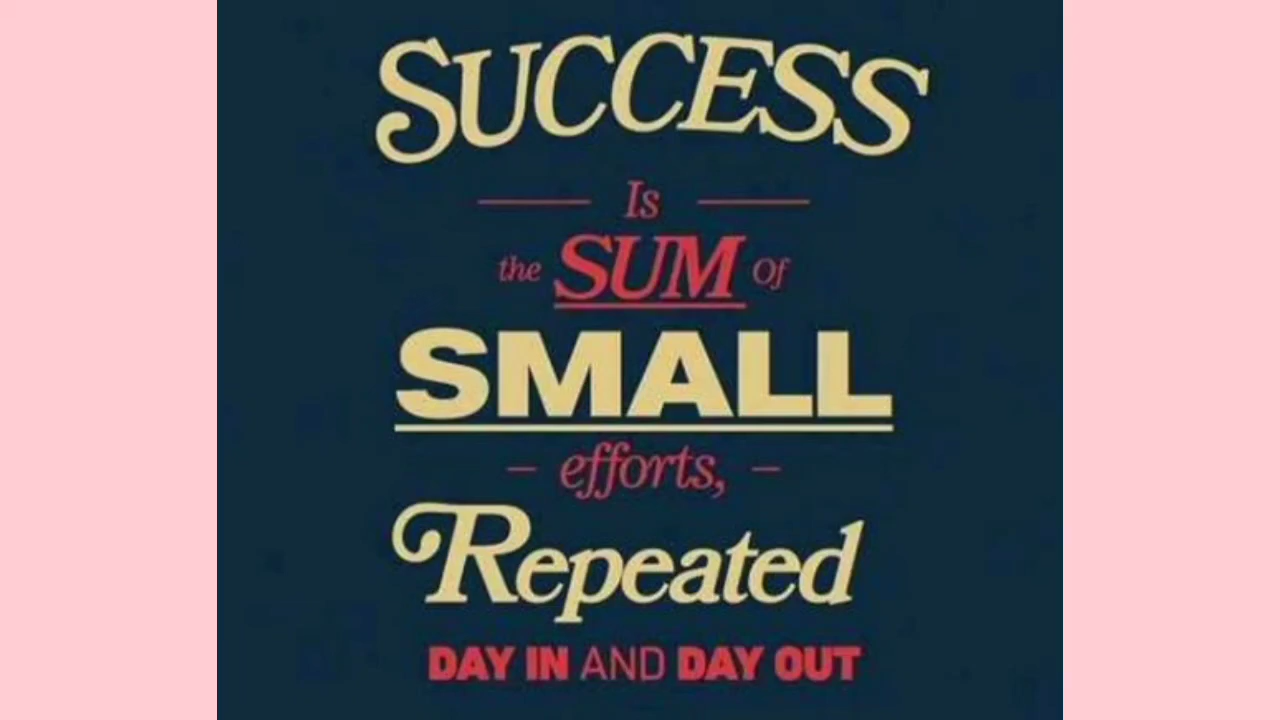 SUCCESS
Is
the SUM Of
SMALL
– efforts, –
Repeated
DAY IN AND DAY OUT